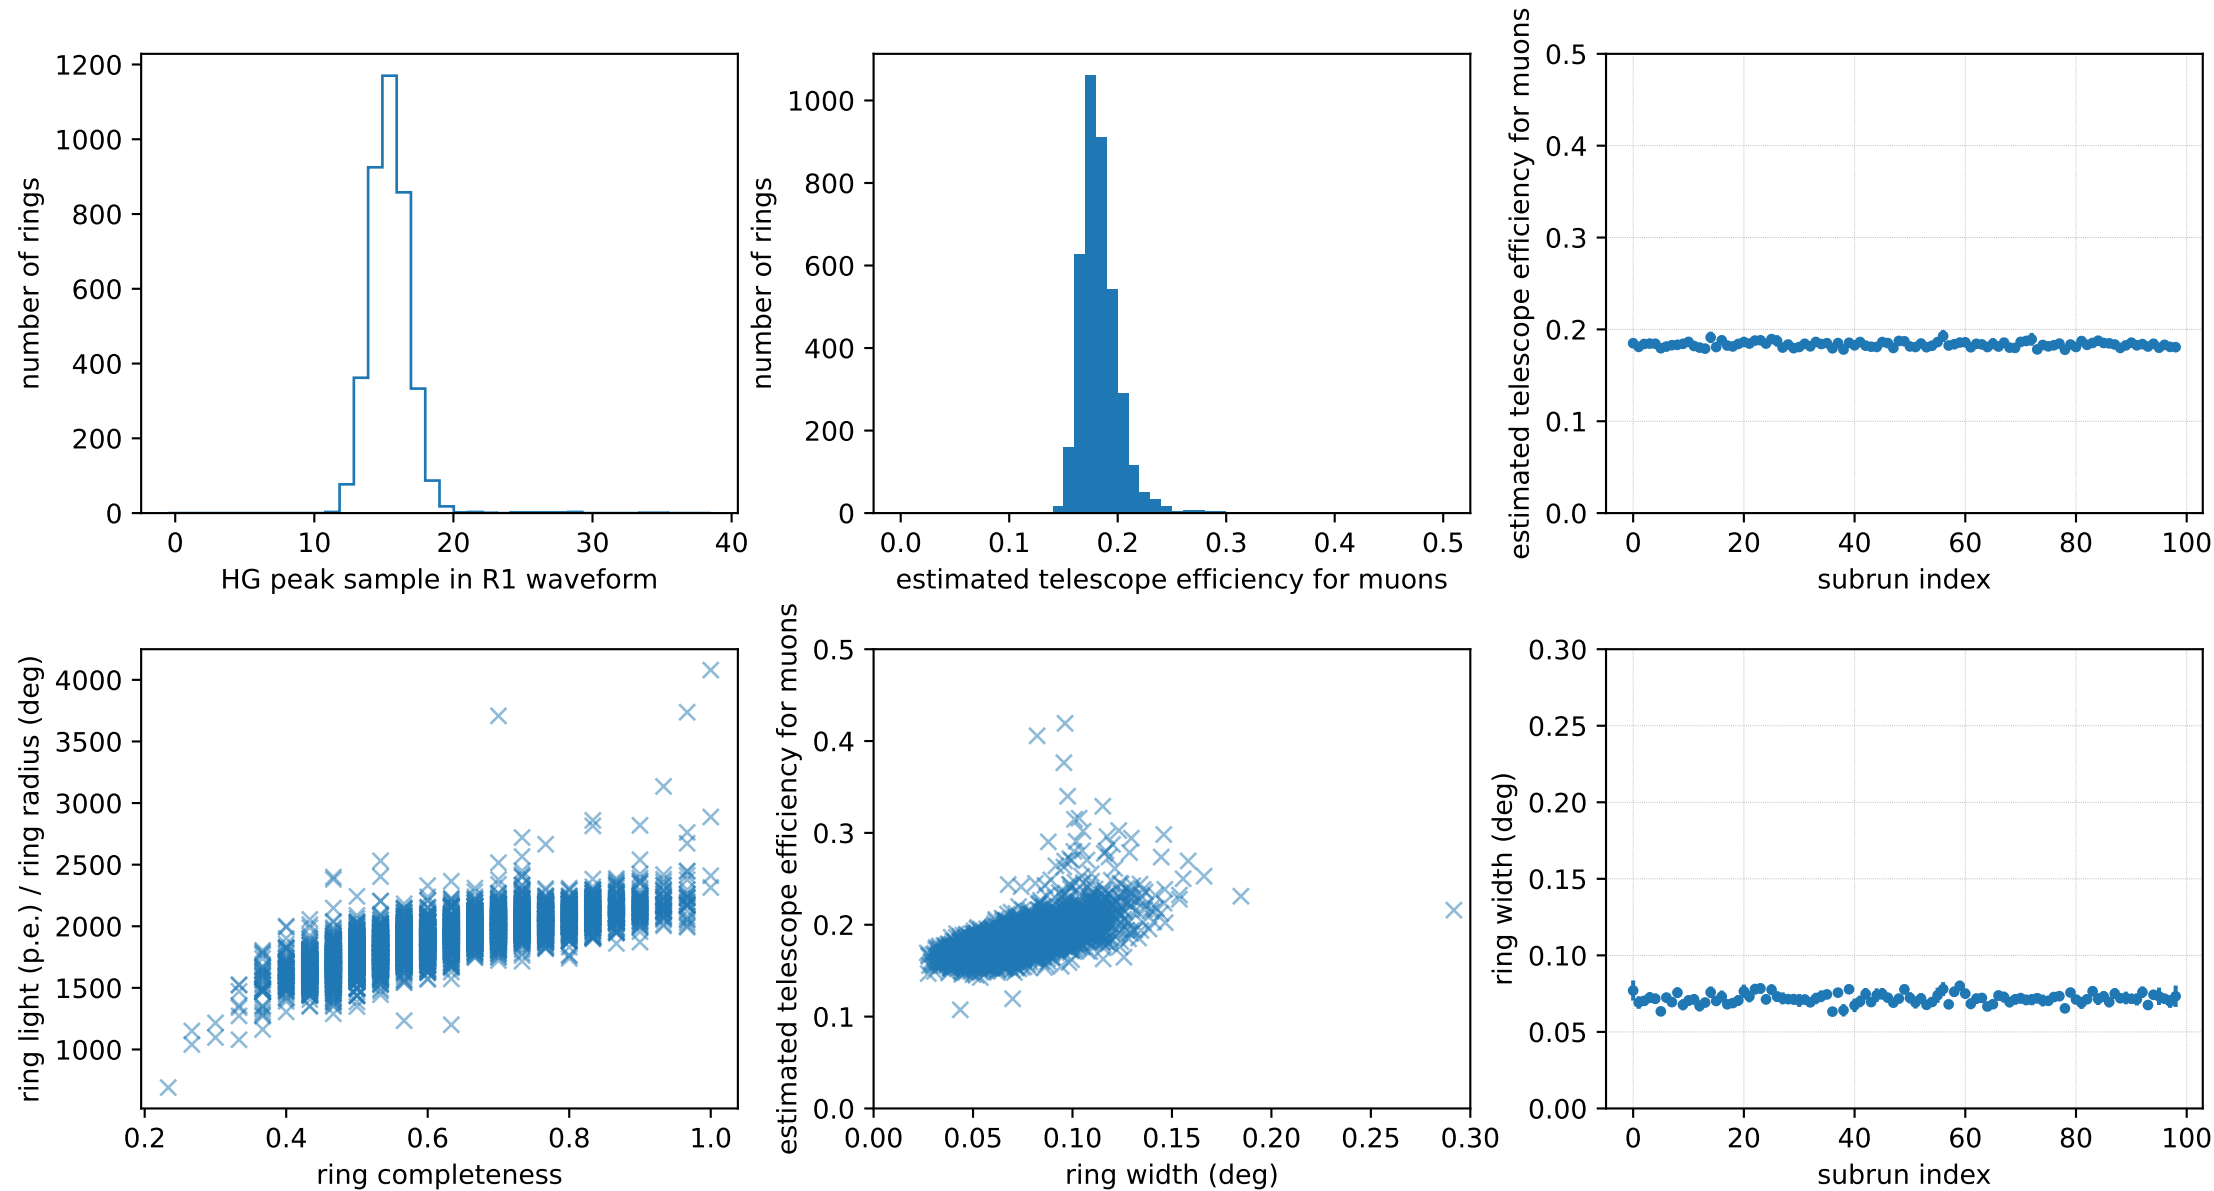 1200
1000
800
600
400
200
0
number of rings
0 10 20 30 40
HG peak sample in R1 waveform
1000
800
600
400
200
0
number of rings
0.0 0.1 0.2 0.3 0.4 0.5
estimated telescope efficiency for muons
0.5
0.4
0.3
0.2
0.1
0.0
estimated telescope efficiency for muons
0 20 40 60 80 100
subrun index
4000
3500
3000
2500
2000
1500
1000
ring light (p.e.) / ring radius (deg)
0.2 0.4 0.6 0.8 1.0
ring completeness
0.5
0.4
0.3
0.2
0.1
0.0
estimated telescope efficiency for muons
0.00 0.05 0.10 0.15 0.20 0.25 0.30
ring width (deg)
0.30
0.25
0.20
0.15
0.10
0.05
0.00
ring width (deg)
0 20 40 60 80 100
subrun index